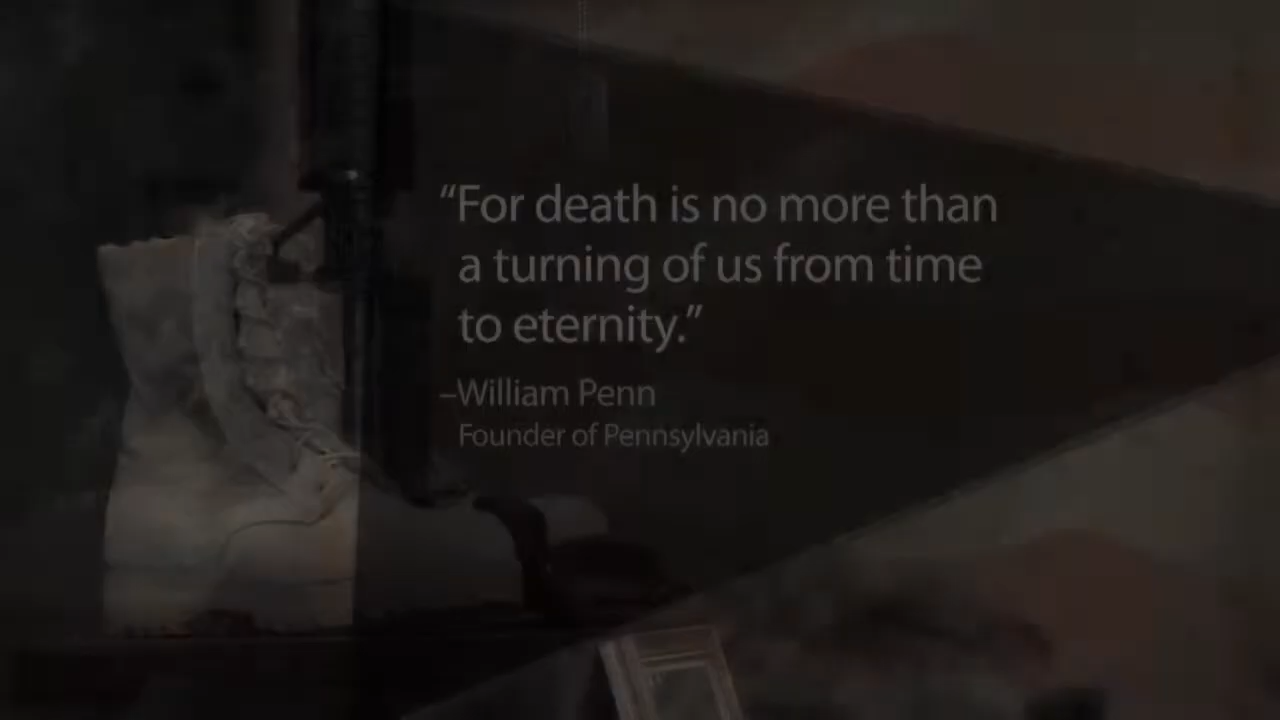 “For death is no more than
a turning of us from time
to eternity.”
–William Penn
Founder of Pennsylvania